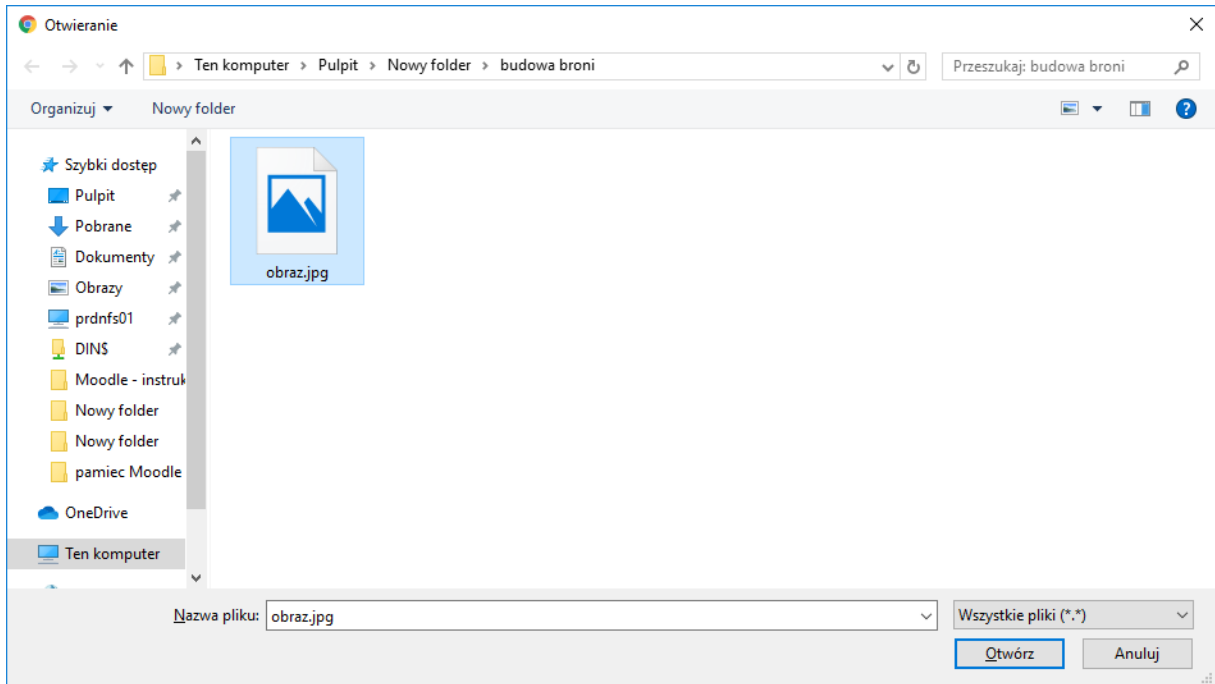 Otwieranie
Ten komputer > Pulpit > Nowy folder > budowa broni
Przeszukaj: budowa broni
Organizuj
Nowy folder
Szybki dostęp
Pulpit
Pobrane
Dokumenty
Obrazy
prdnfs01
DIN$
Moodle - instruk
Nowy folder
Nowy folder
pamiec Moodle
OneDrive
Ten komputer
obraz.jpg
Nazwa pliku: obraz.jpg
Wszystkie pliki (*.*)
Otwórz
Anuluj